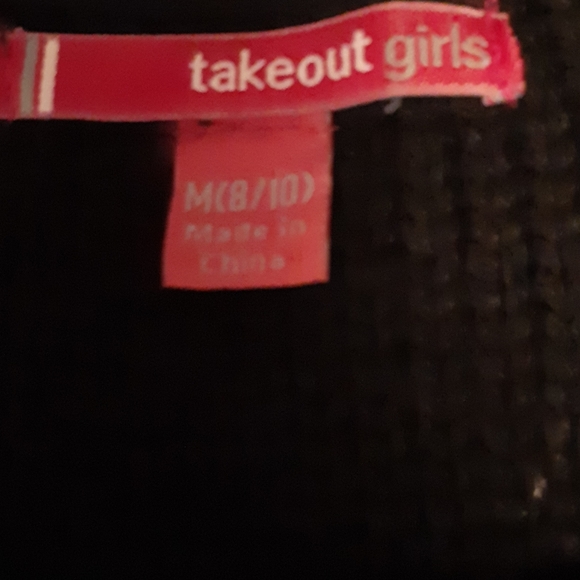 takeout girls
M(8/10)
Made in
China